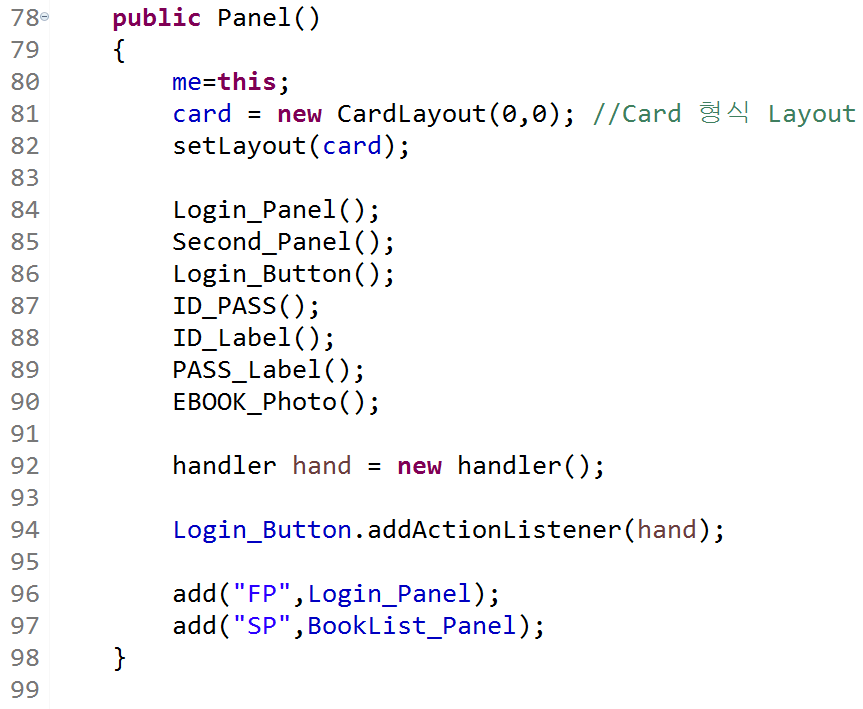 78 public Panel()
79 {
80 me=this;
81 card = new CardLayout(0,0); //Card 형식 Layout
82 setLayout(card);
83
84 Login_Panel();
85 Second_Panel();
86 Login_Button();
87 ID_PASS();
88 ID_Label();
89 PASS_Label();
90 EBOOK_Photo();
91
92 handler hand = new handler();
93
94 Login_Button.addActionListener(hand);
95
96 add("FP",Login_Panel);
97 add("SP",BookList_Panel);
98 }
99